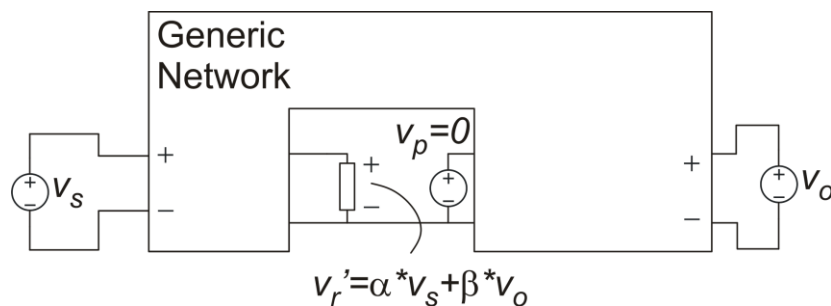 Generic
Network
v_p=0
+
+
+
+
+
+
v_s
v_o
−
−
−
−
−
−
v_r'=α*v_s+β*v_o